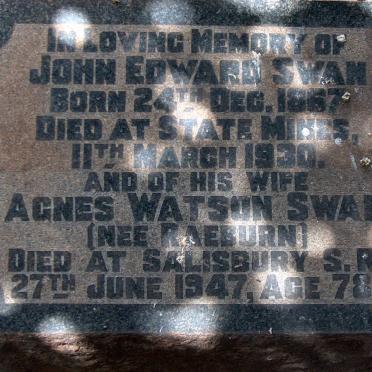 In Loving Memory of
John Edward Swan
Born 24th Dec. 1867
Died at State Mines,
11th March 1930.
and of his wife
Agnes Watson Swan
(nee Raeburn)
Died at Salisbury S.R.
27th June 1947, Age 78